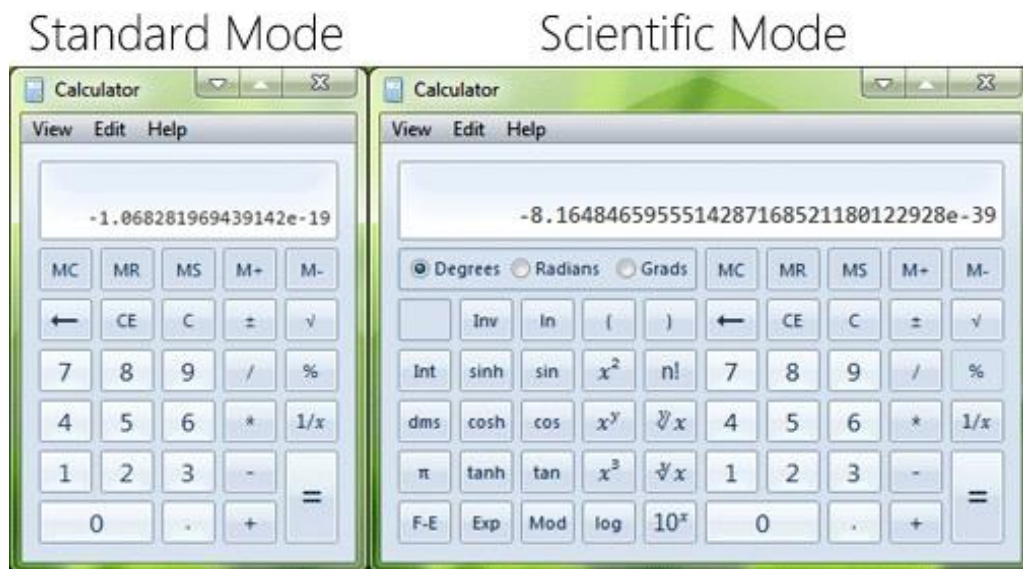 Standard Mode
Calculator
View Edit Help
-1.068281969439142e-19
MC MR MS M+ M-
← CE C ± √
7 8 9 / %
4 5 6 * 1/x
1 2 3 - =
0 . +
Scientific Mode
Calculator
View Edit Help
-8.1648465955514287168521180122928e-39
Degrees Radians Grads MC MR MS M+ M-
Inv ln ( ) ← CE C ± √
Int sinh sin x² n! 7 8 9 / %
dms cosh cos xʸ ʸ√x 4 5 6 * 1/x
π tanh tan x³ ∛x 1 2 3 - =
F-E Exp Mod log 10ˣ 0 . +